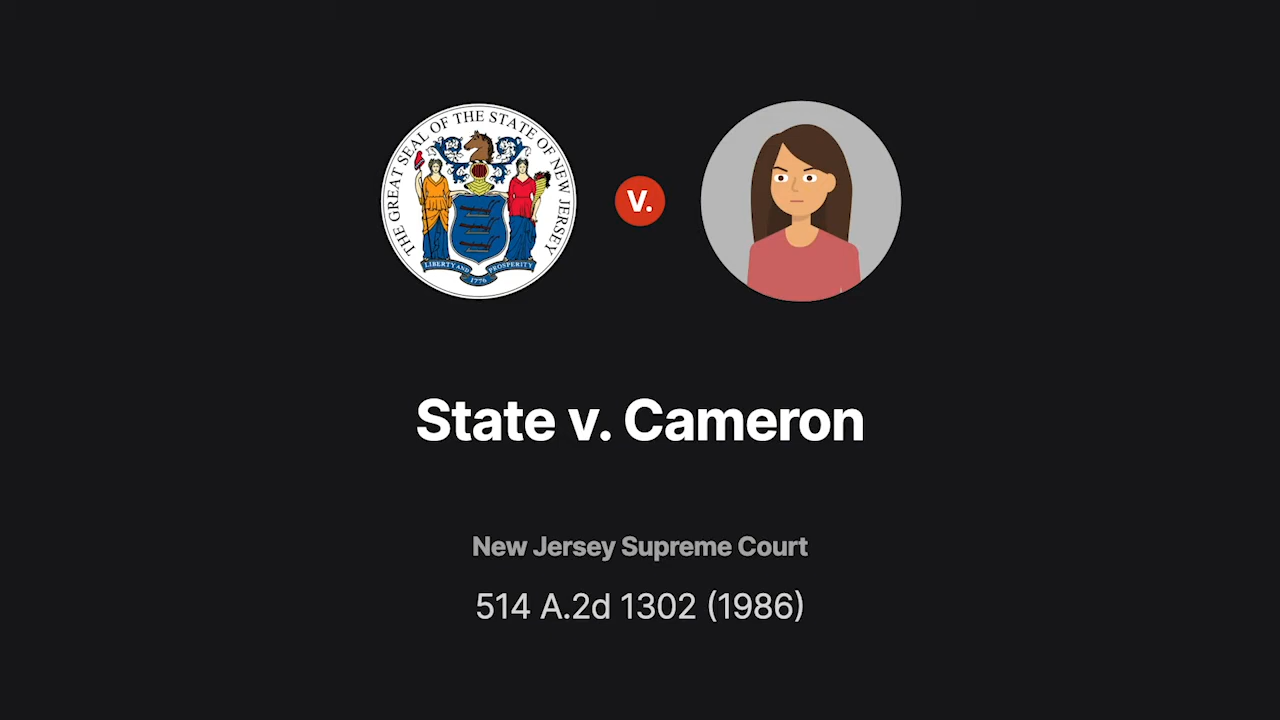 THE GREAT SEAL OF THE STATE OF NEW JERSEY
LIBERTY AND PROSPERITY
1776
V.
State v. Cameron
New Jersey Supreme Court
514 A.2d 1302 (1986)